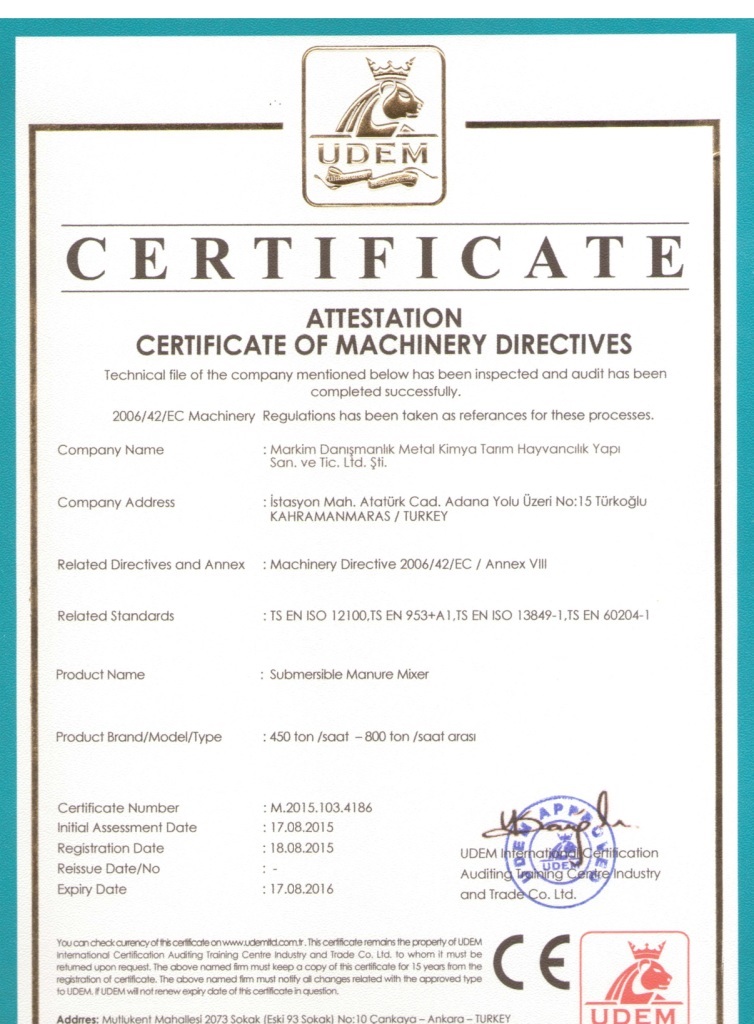 UDEM
CERTIFICATE
ATTESTATION
CERTIFICATE OF MACHINERY DIRECTIVES
Technical file of the company mentioned below has been inspected and audit has been
completed successfully.
2006/42/EC Machinery Regulations has been taken as referances for these processes.
Company Name : Markim Danışmanlık Metal Kimya Tarım Hayvancılık Yapı
San. ve Tic. Ltd. Şti.
Company Address : İstasyon Mah. Atatürk Cad. Adana Yolu Üzeri No:15 Türkoğlu
KAHRAMANMARAS / TURKEY
Related Directives and Annex : Machinery Directive 2006/42/EC / Annex VIII
Related Standards : TS EN ISO 12100,TS EN 953+A1,TS EN ISO 13849-1,TS EN 60204-1
Product Name : Submersible Manure Mixer
Product Brand/Model/Type : 450 ton /saat – 800 ton /saat arası
Certificate Number : M.2015.103.4186
Initial Assessment Date : 17.08.2015
Registration Date : 18.08.2015
Reissue Date/No : -
Expiry Date : 17.08.2016
UDEM APPROVED
UDEM
UDEM International Certification
Auditing Training Centre Industry
and Trade Co. Ltd.
You can check currency of this certificate on www.udemltd.com.tr. This certificate remains the property of UDEM
International Certification Auditing Training Centre Industry and Trade Co. Ltd. to whom it must be
returned upon request. The above named firm must keep a copy of this certificate for 15 years from the
registration of certificate. The above named firm must notify all changes related with the approved type
to UDEM, if UDEM will not renew expiry date of this certificate in question.
CE
UDEM
Addrres: Mutlukent Mahallesi 2073 Sokak (Eski 93 Sokak) No:10 Çankaya – Ankara – TURKEY